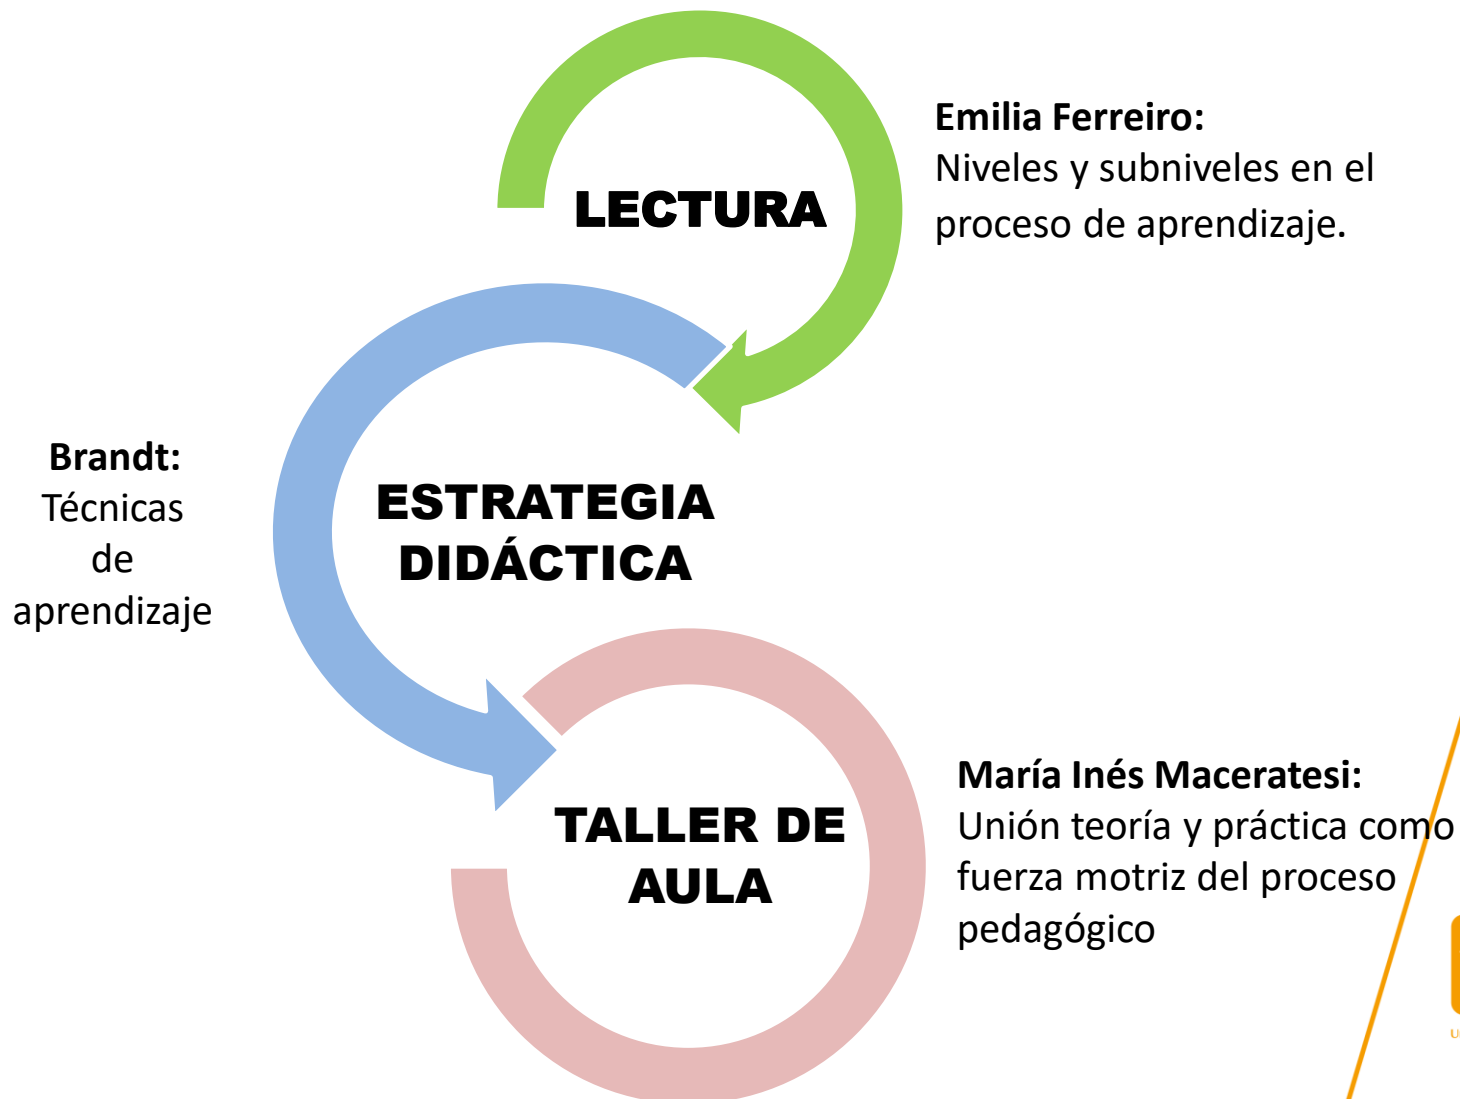 LECTURA
Emilia Ferreiro:
Niveles y subniveles en el
proceso de aprendizaje.
Brandt:
Técnicas
de
aprendizaje
ESTRATEGIA
DIDÁCTICA
TALLER DE
AULA
María Inés Maceratesi:
Unión teoría y práctica como
fuerza motriz del proceso
pedagógico